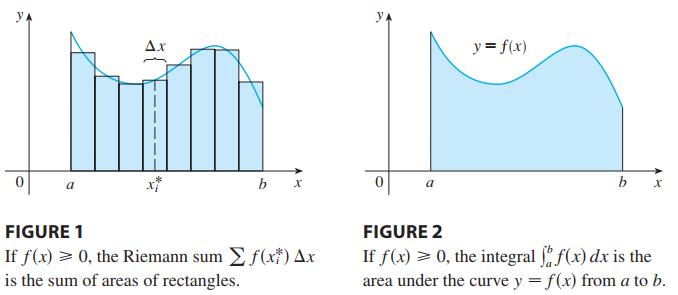 y
Δx
0
a
x_i^*
b
x
FIGURE 1
If f(x) ≥ 0, the Riemann sum ∑ f(x_i^*) Δx
is the sum of areas of rectangles.
y
y = f(x)
0
a
b
x
FIGURE 2
If f(x) ≥ 0, the integral ∫_a^b f(x) dx is the
area under the curve y = f(x) from a to b.